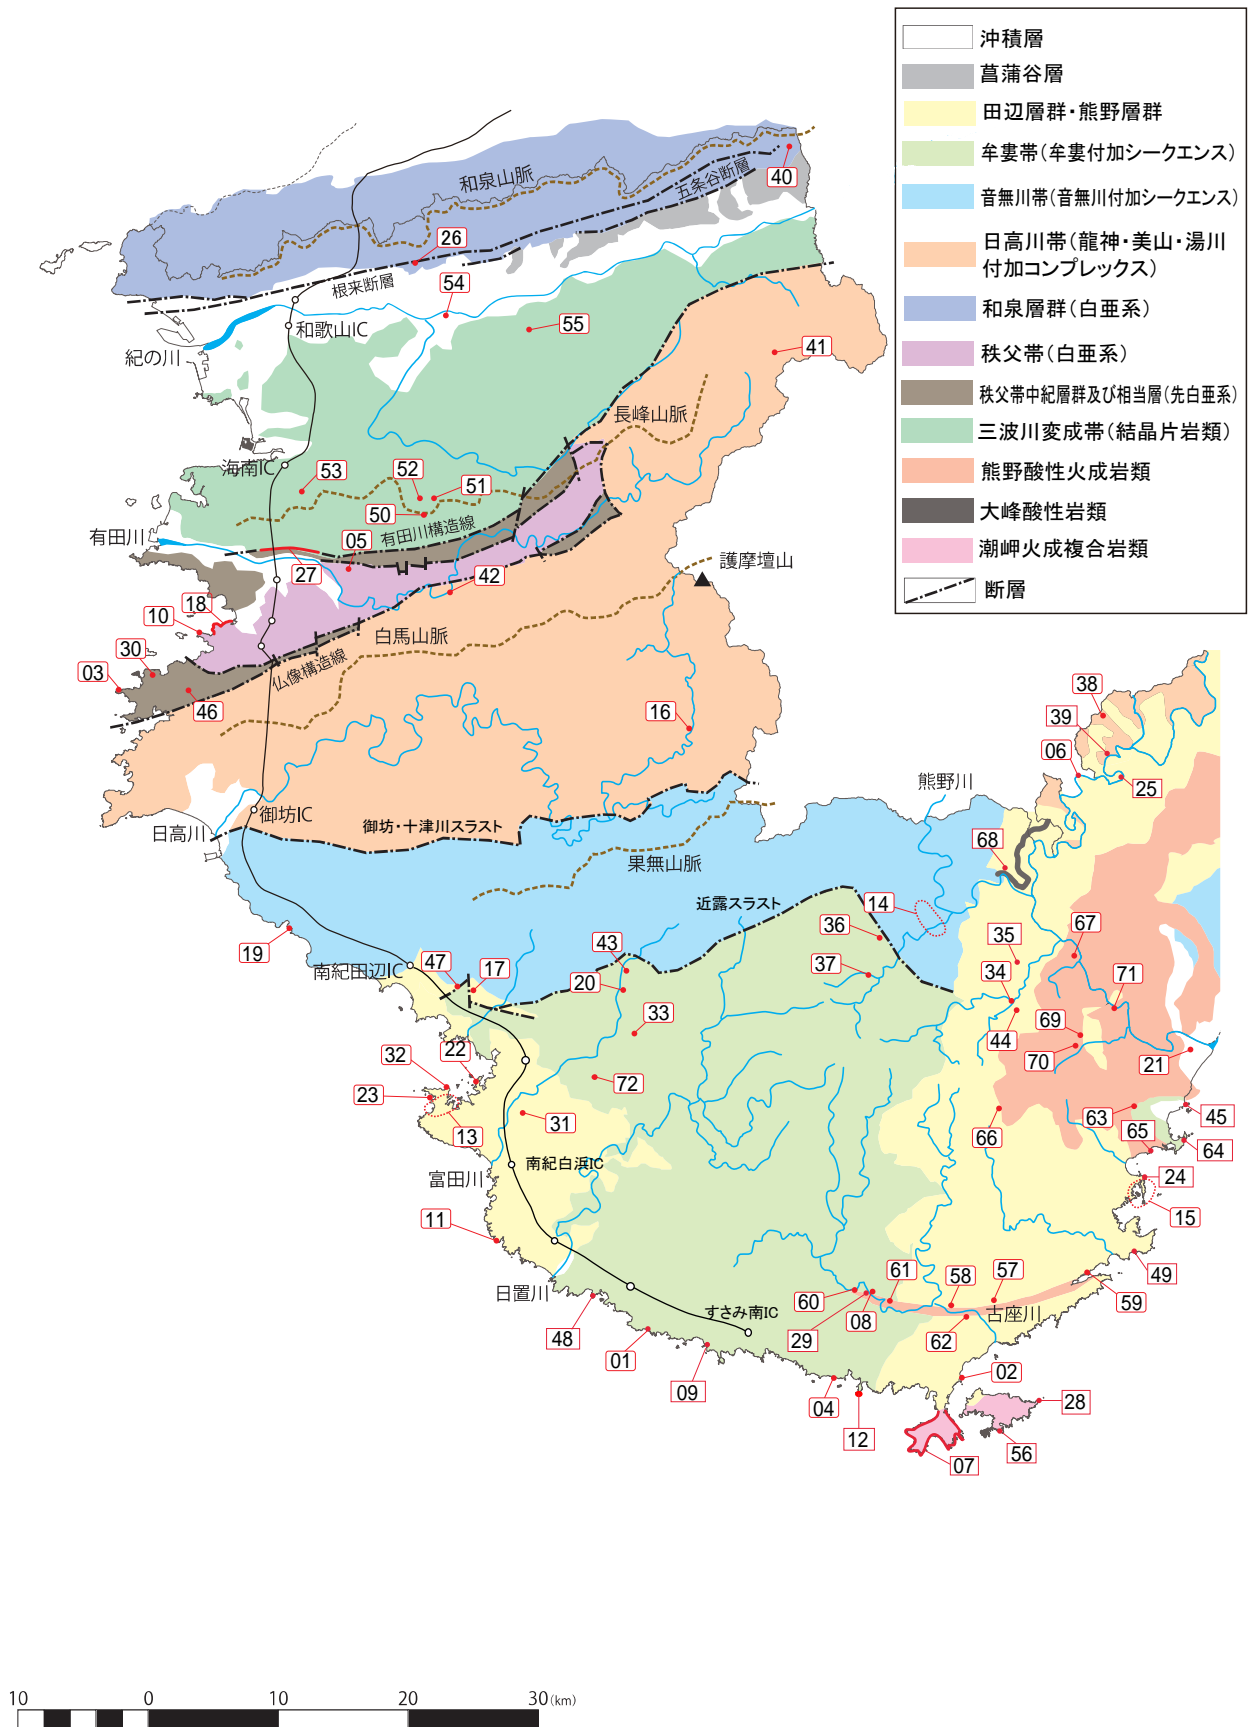 沖積層
菖蒲谷層
田辺層群・熊野層群
牟婁帯(牟婁付加シークエンス)
音無川帯(音無川付加シークエンス)
日高川帯(龍神・美山・湯川
付加コンプレックス)
和泉層群(白亜系)
秩父帯(白亜系)
秩父帯中紀層群及び相当層(先白亜系)
三波川変成帯(結晶片岩類)
熊野酸性火成岩類
大峰酸性岩類
潮岬火成複合岩類
断層
和泉山脈
五条谷断層
40
26
根来断層
54
和歌山IC
55
紀の川
41
長峰山脈
海南IC
53
52
51
50
有田川構造線
有田川
05
27
42
護摩壇山
18
10
白馬山脈
30
03
仏像構造線
46
16
38
39
06
25
熊野川
御坊IC
日高川
御坊・十津川スラスト
68
果無山脈
近露スラスト
14
36
35
67
19
43
南紀田辺IC
47
17
20
37
34
71
33
44
69
70
21
32
22
72
23
13
31
66
63
45
65
64
南紀白浜IC
富田川
24
15
11
49
日置川
60
61
58
57
59
すさみ南IC
29
08
古座川
62
48
01
09
04
02
12
28
56
07
10
0
10
20
30(km)